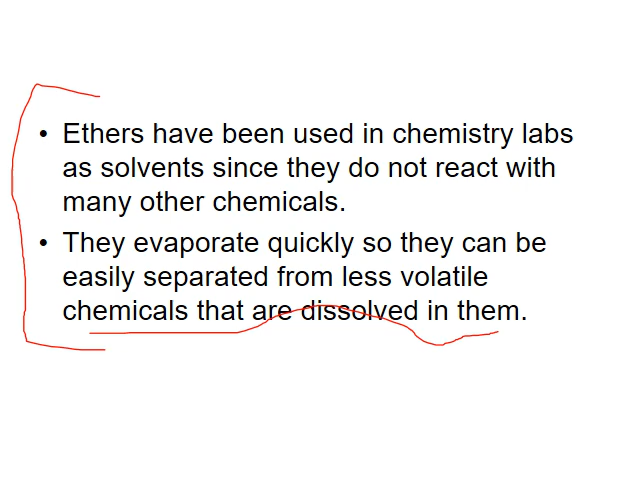 • Ethers have been used in chemistry labs
as solvents since they do not react with
many other chemicals.
• They evaporate quickly so they can be
easily separated from less volatile
chemicals that are dissolved in them.